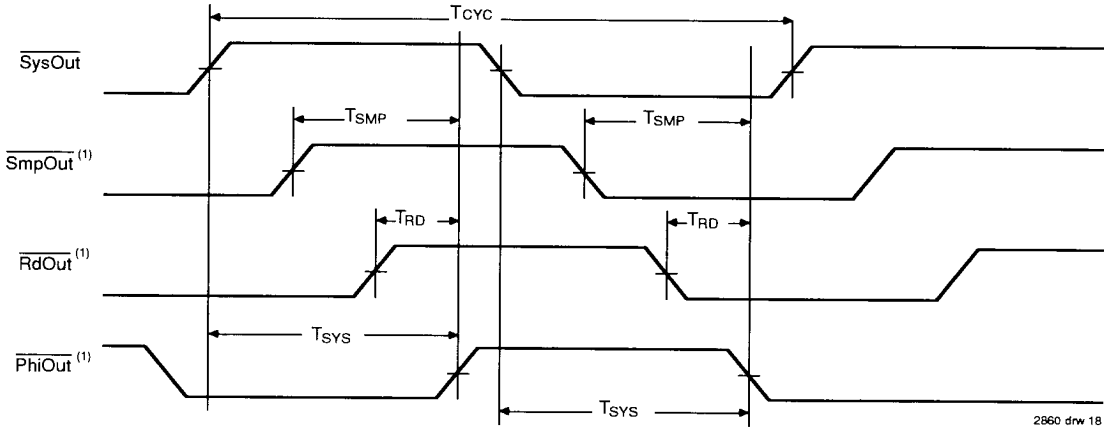 TCYC
SysOut
TSMP TSMP
SmpOut (1)
TRD TRD
RdOut (1)
TSYS
PhiOut (1)
TSYS
2860 drw 18